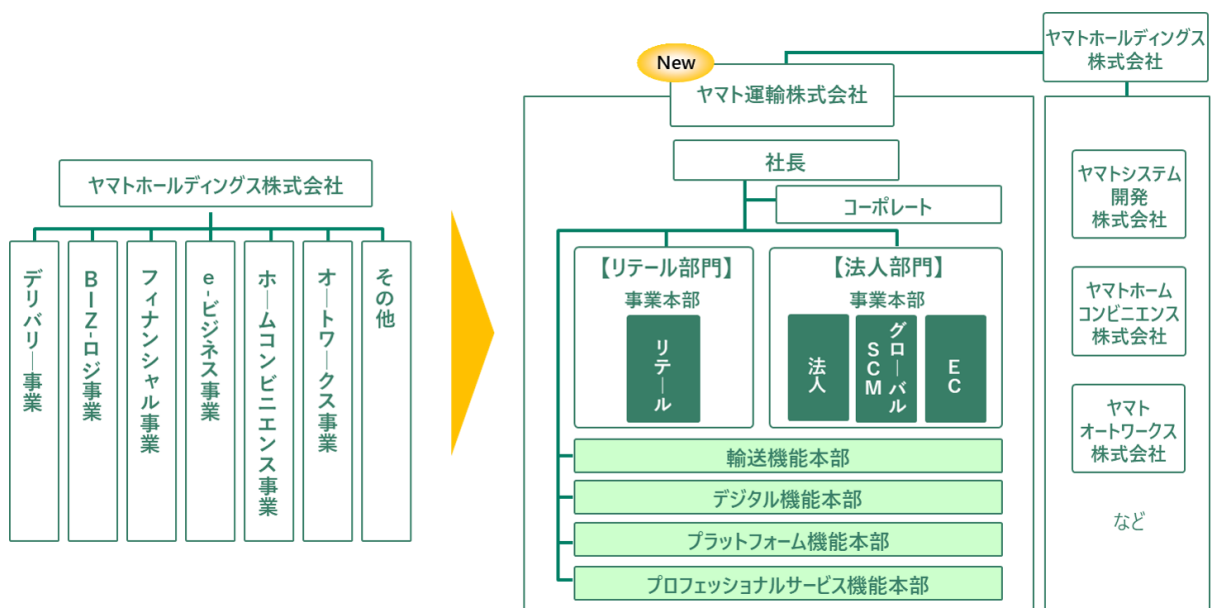 ヤマトホールディングス株式会社
デリバリー事業
BIZ-ロジ事業
フィナンシャル事業
e-ビジネス事業
ホームコンビニエンス事業
オートワークス事業
その他
ヤマトホールディングス
株式会社
New
ヤマト運輸株式会社
社長
コーポレート
【リテール部門】
事業本部
リテール
【法人部門】
事業本部
法人
グローバル
SCM
EC
輸送機能本部
デジタル機能本部
プラットフォーム機能本部
プロフェッショナルサービス機能本部
ヤマトシステム
開発
株式会社
ヤマトホーム
コンビニエンス
株式会社
ヤマト
オートワークス
株式会社
など